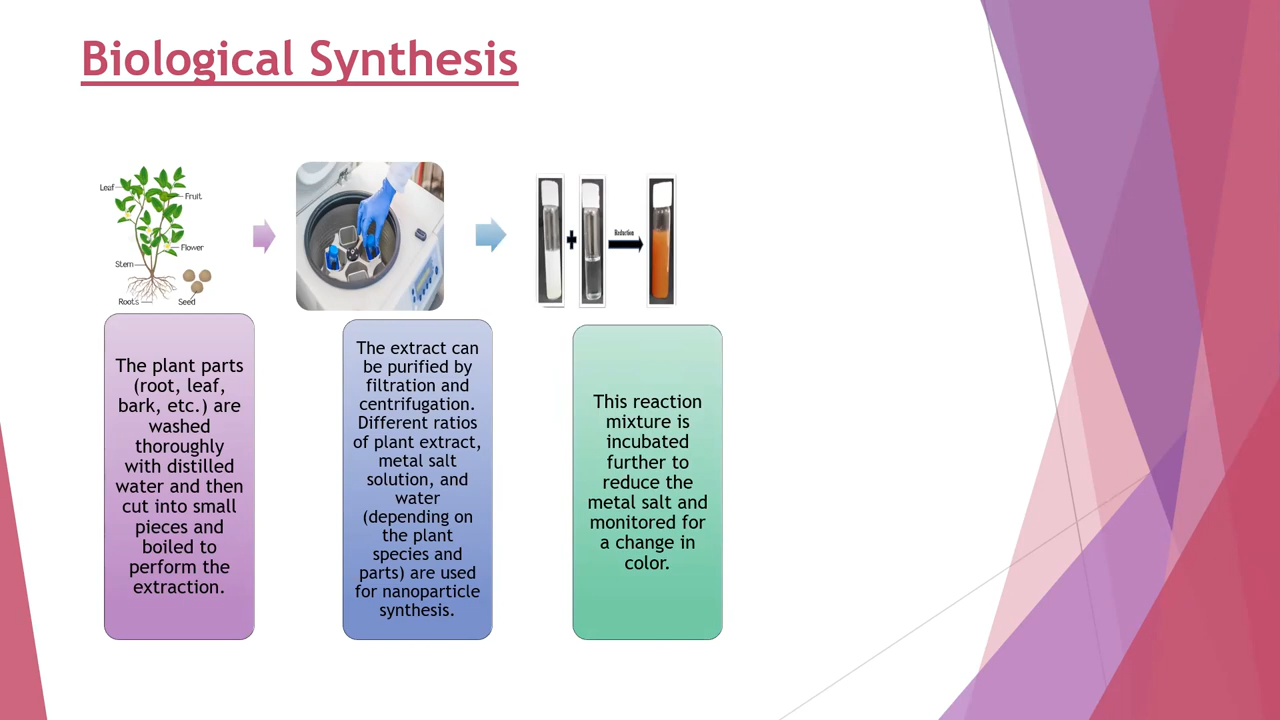 Biological Synthesis
Leaf
Fruit
Flower
Stem
Roots
Seed
Reduction
The plant parts
(root, leaf,
bark, etc.) are
washed
thoroughly
with distilled
water and then
cut into small
pieces and
boiled to
perform the
extraction.
The extract can
be purified by
filtration and
centrifugation.
Different ratios
of plant extract,
metal salt
solution, and
water
(depending on
the plant
species and
parts) are used
for nanoparticle
synthesis.
This reaction
mixture is
incubated
further to
reduce the
metal salt and
monitored for
a change in
color.